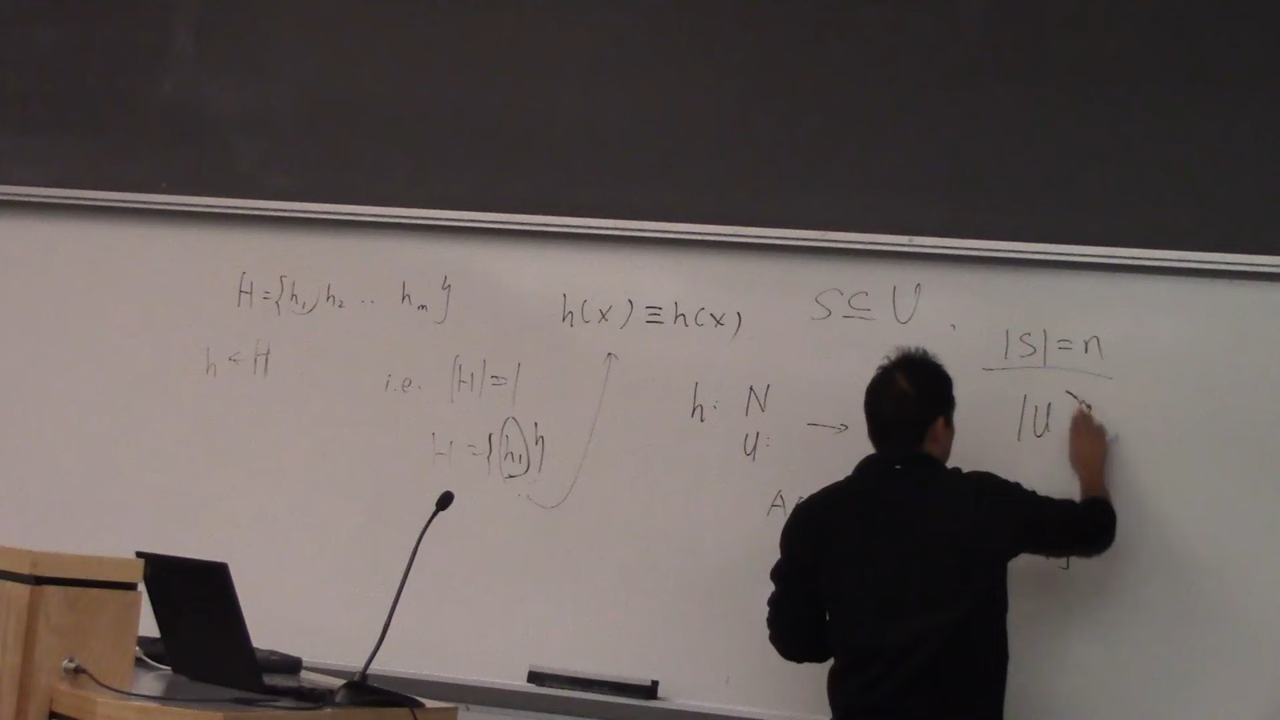 H = {h₁, h₂ .. hₘ}
h ← H
i.e. |H| = 1
H = {h₁}
h(x) ≡ h(x)
h: N →
U:
S ⊆ U
|S| = n
|U